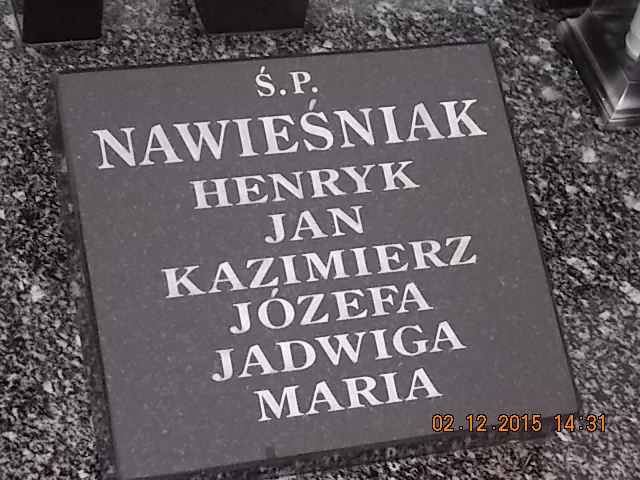 Ś.P.
NAWIEŚNIAK
HENRYK
JAN
KAZIMIERZ
JÓZEFA
JADWIGA
MARIA
02.12.2015 14:31